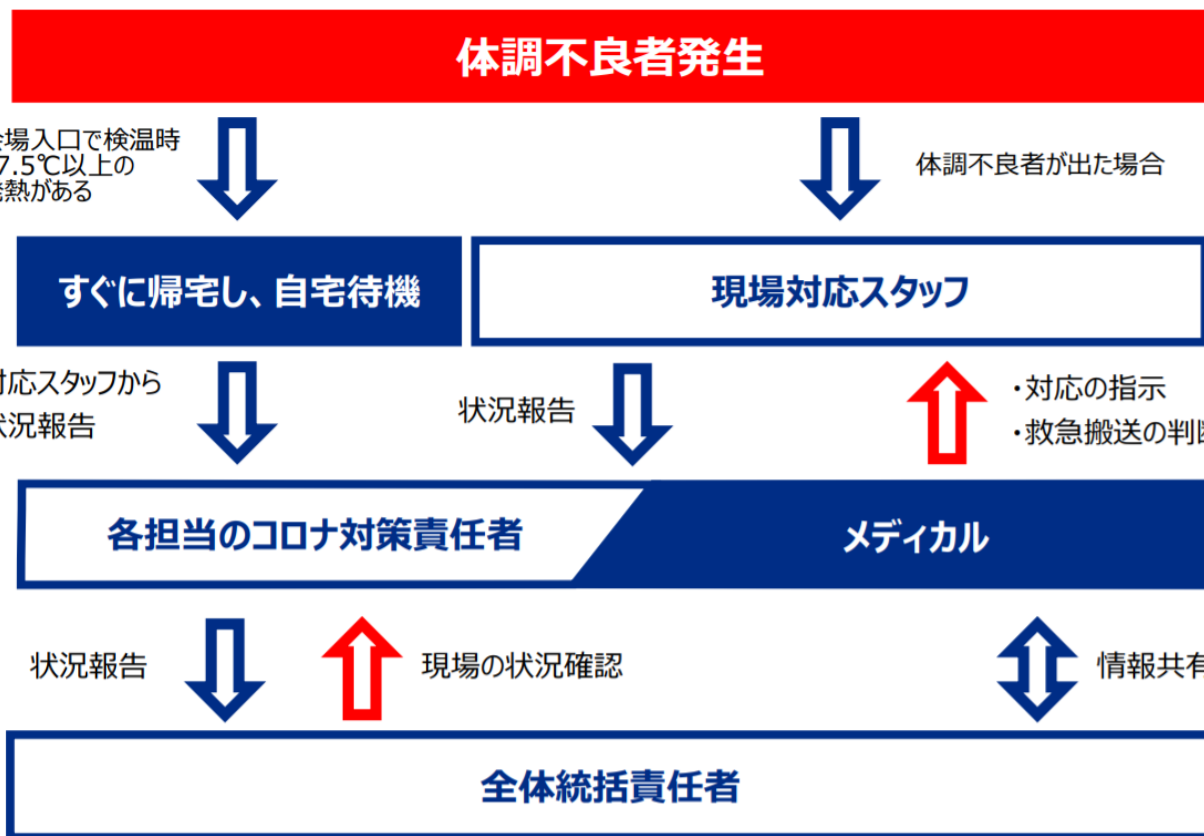 体調不良者発生
会場入口で検温時
7.5℃以上の
発熱がある
体調不良者が出た場合
すぐに帰宅し、自宅待機
現場対応スタッフ
対応スタッフから
状況報告
状況報告
・対応の指示
・救急搬送の判断
各担当のコロナ対策責任者
メディカル
状況報告
現場の状況確認
情報共有
全体統括責任者